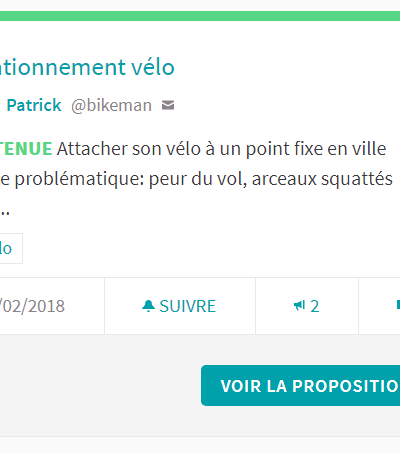 ationnement vélo
Patrick @bikeman
TENUE Attacher son vélo à un point fixe en ville
e problématique: peur du vol, arceaux squattés
..
lo
/02/2018
SUIVRE
2
VOIR LA PROPOSITIO